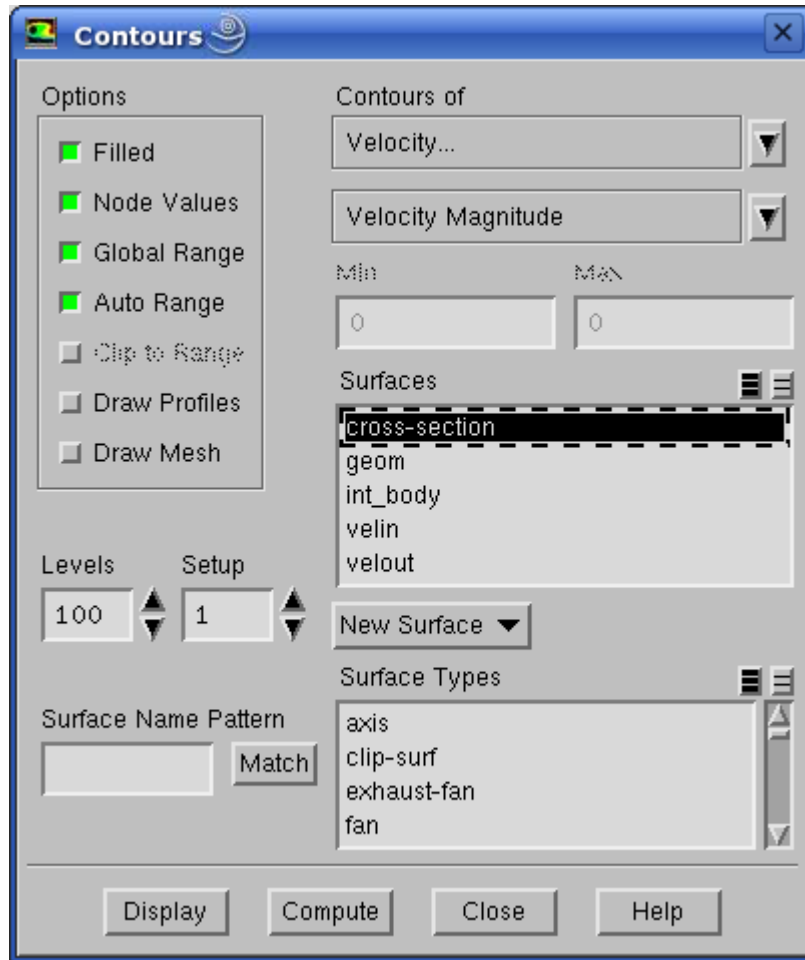 Contours
Options
Filled
Node Values
Global Range
Auto Range
Clip to Range
Draw Profiles
Draw Mesh
Contours of
Velocity...
Velocity Magnitude
Min
Max
0
0
Surfaces
cross-section
geom
int_body
velin
velout
Levels
Setup
100
1
New Surface
Surface Name Pattern
Match
Surface Types
axis
clip-surf
exhaust-fan
fan
Display
Compute
Close
Help